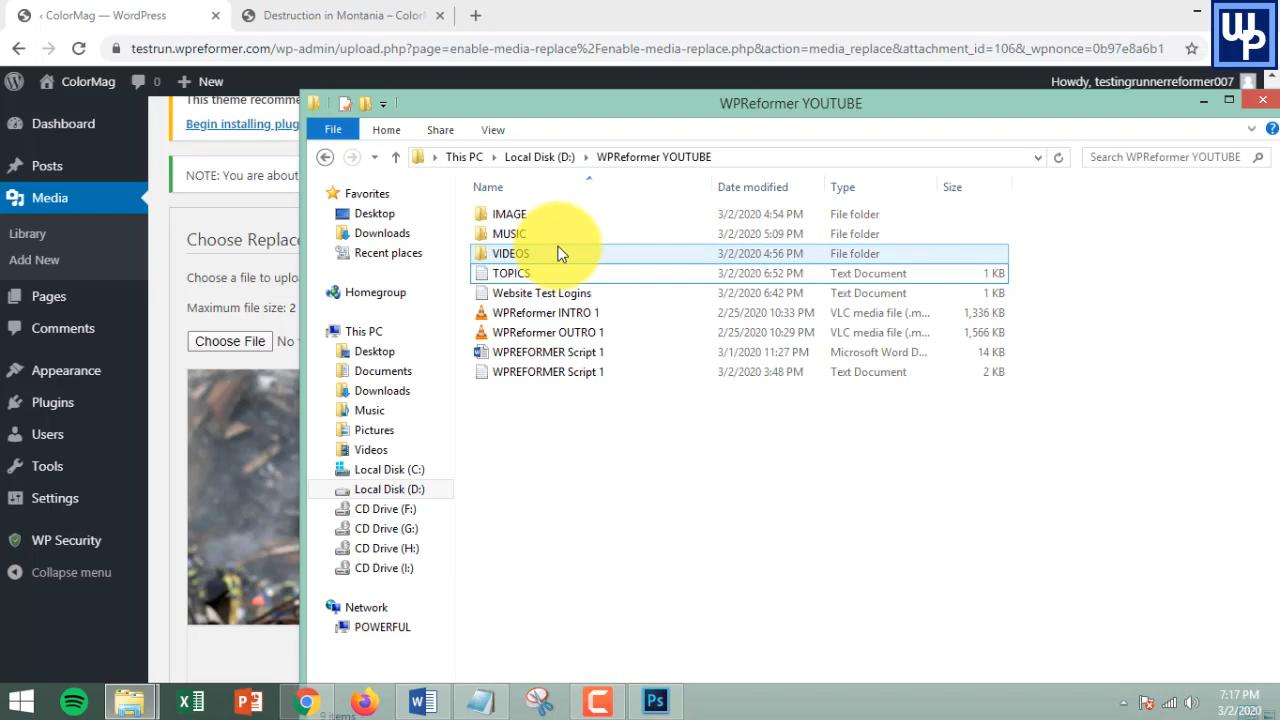 ‹ ColorMag — WordPress
Destruction in Montania – ColorM
testrun.wpreformer.com/wp-admin/upload.php?page=enable-media-replace%2Fenable-media-replace.php&action=media_replace&attachment_id=106&_wpnonce=0b97e8a6b1
WP
ColorMag 0 New Howdy, testingrunnerreformer007
This theme recomme
Begin installing plug
NOTE: You are about
Choose Replac
Choose a file to uploa
Maximum file size: 2
Choose File No
Dashboard
Posts
Media
Library
Add New
Pages
Comments
Appearance
Plugins
Users
Tools
Settings
WP Security
Collapse menu
WPReformer YOUTUBE
File Home Share View
This PC Local Disk (D:) WPReformer YOUTUBE
Search WPReformer YOUTUBE
Favorites
Desktop
Downloads
Recent places
Homegroup
This PC
Desktop
Documents
Downloads
Music
Pictures
Videos
Local Disk (C:)
Local Disk (D:)
CD Drive (F:)
CD Drive (G:)
CD Drive (H:)
CD Drive (I:)
Network
POWERFUL
Name Date modified Type Size
IMAGE 3/2/2020 4:54 PM File folder
MUSIC 3/2/2020 5:09 PM File folder
VIDEOS 3/2/2020 4:56 PM File folder
TOPICS 3/2/2020 6:52 PM Text Document 1 KB
Website Test Logins 3/2/2020 6:42 PM Text Document 1 KB
WPReformer INTRO 1 2/25/2020 10:33 PM VLC media file (.m... 1,336 KB
WPReformer OUTRO 1 2/25/2020 10:29 PM VLC media file (.m... 1,566 KB
WPREFORMER Script 1 3/1/2020 11:27 PM Microsoft Word D... 14 KB
WPREFORMER Script 1 3/2/2020 3:48 PM Text Document 2 KB
9 items
Ps
7:17 PM
3/2/2020